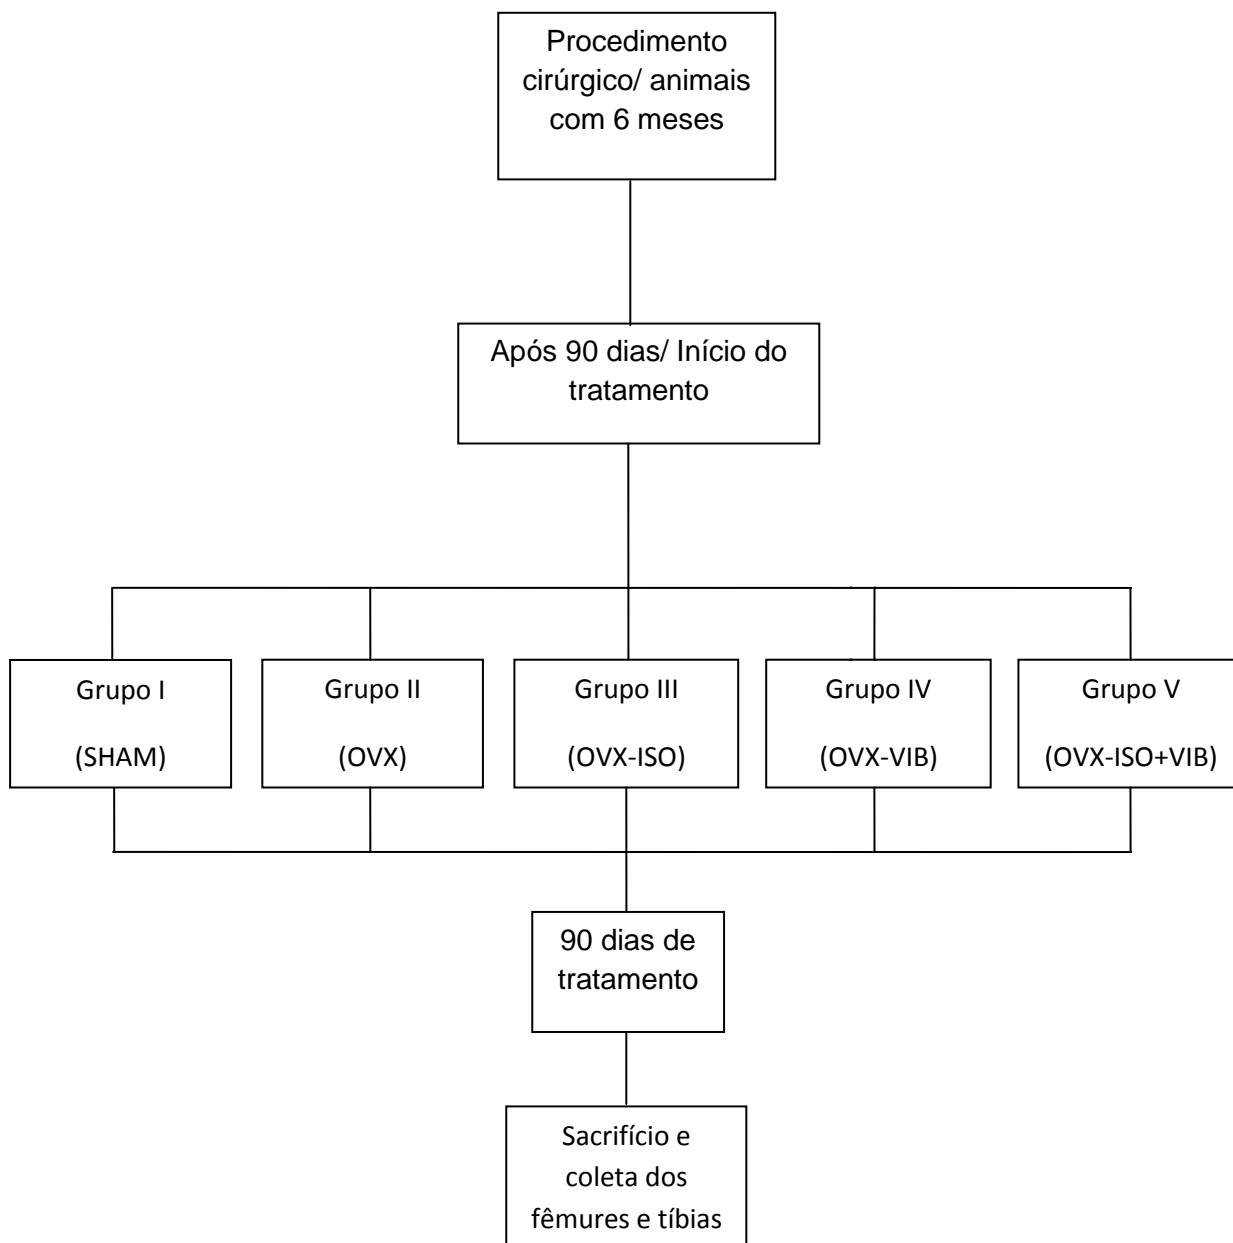 Procedimento
cirúrgico/ animais
com 6 meses
Após 90 dias/ Início do
tratamento
Grupo I
(SHAM)
Grupo II
(OVX)
Grupo III
(OVX-ISO)
Grupo IV
(OVX-VIB)
Grupo V
(OVX-ISO+VIB)
90 dias de
tratamento
Sacrifício e
coleta dos
fêmures e tíbias